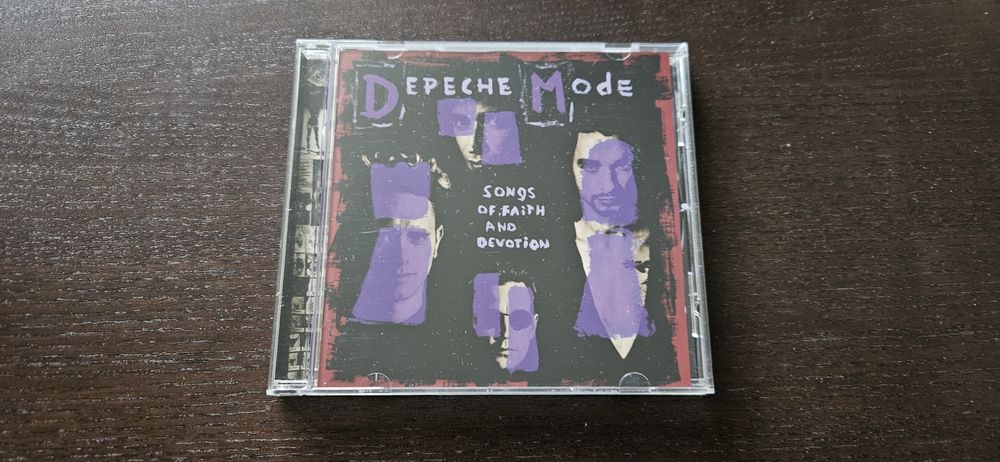 DEPECHE MOdE
SONGS
OF FAITH
AND
DEVOTION